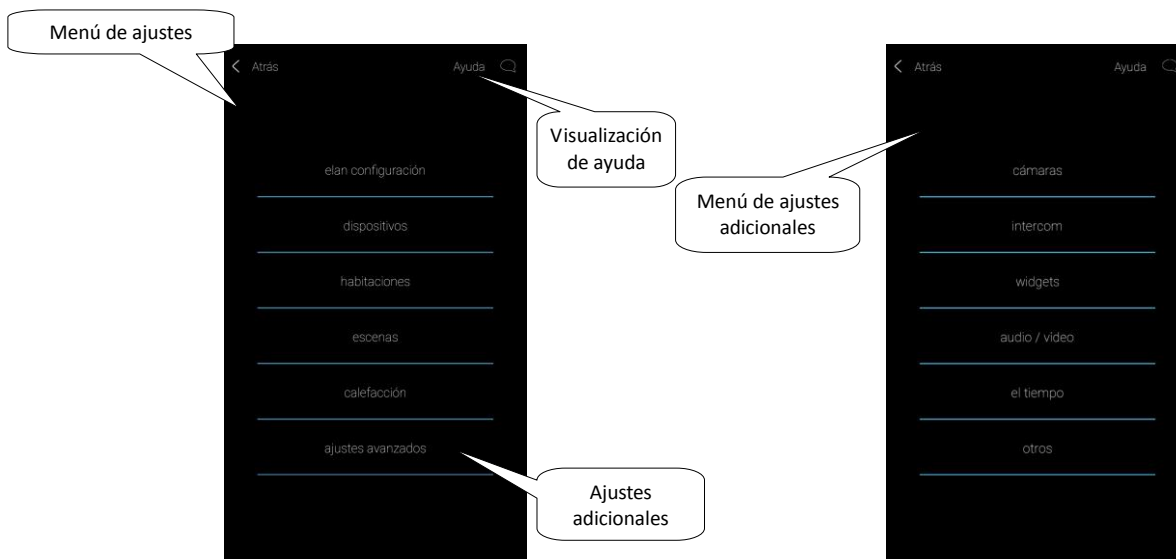 Menú de ajustes
Atrás
Ayuda
elan configuración
dispositivos
habitaciones
escenas
calefacción
ajustes avanzados
Visualización
de ayuda
Ajustes
adicionales
Menú de ajustes
adicionales
Atrás
Ayuda
cámaras
intercom
widgets
audio / vídeo
el tiempo
otros